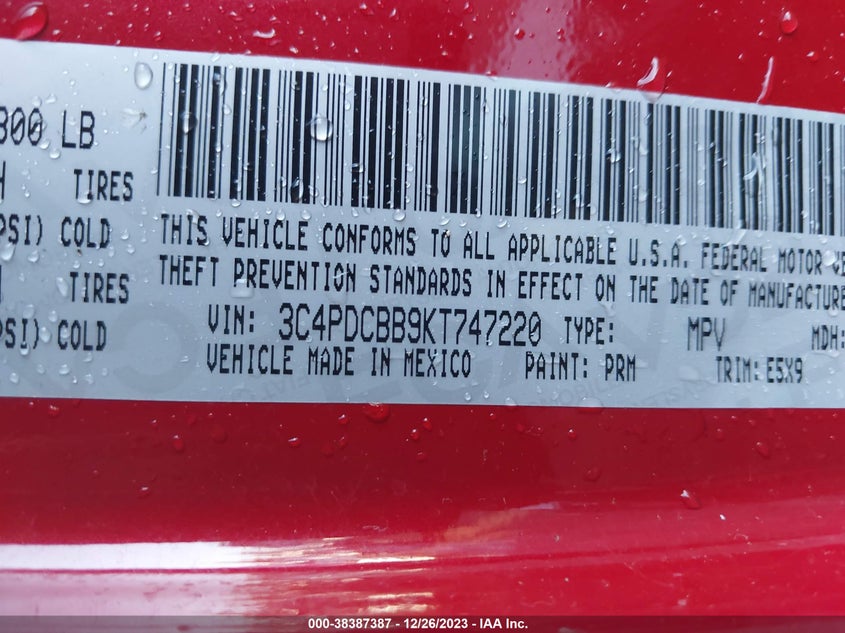 800 LB
TIRES
PSI) COLD
TIRES
PSI) COLD
THIS VEHICLE CONFORMS TO ALL APPLICABLE U.S.A. FEDERAL MOTOR VE
THEFT PREVENTION STANDARDS IN EFFECT ON THE DATE OF MANUFACTURE
VIN: 3C4PDCBB9KT747220 TYPE: MPV MDH:
VEHICLE MADE IN MEXICO PAINT: PRM TRIM: E5X9
000-38387387 - 12/26/2023 - IAA Inc.